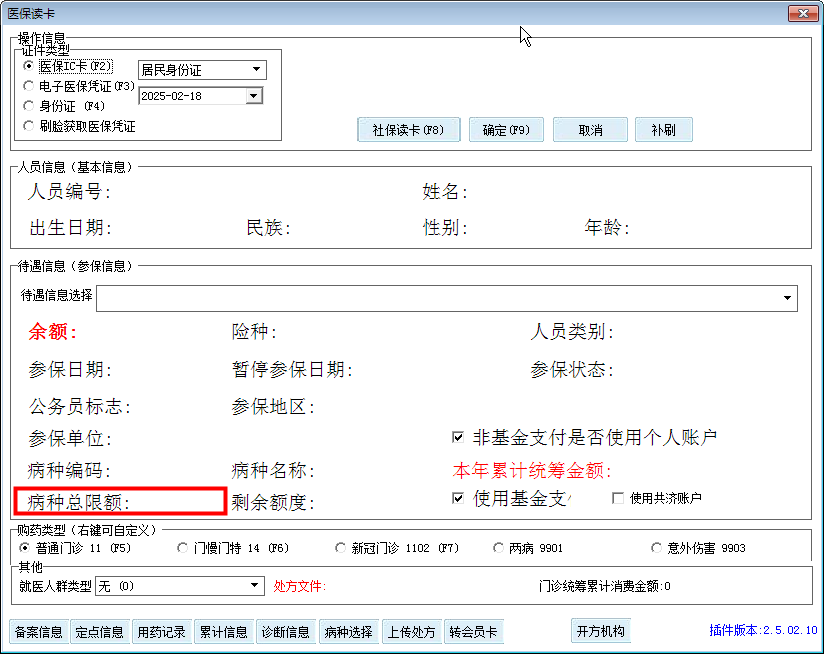 医保读卡
操作信息
证件类型
医保IC卡(F2) 居民身份证
电子医保凭证(F3) 2025-02-18
身份证 (F4)
刷脸获取医保凭证
社保读卡(F8) 确定(F9) 取消 补刷
人员信息（基本信息）
人员编号: 姓名:
出生日期: 民族: 性别: 年龄:
待遇信息（参保信息）
待遇信息选择
余额: 险种: 人员类别:
参保日期: 暂停参保日期: 参保状态:
公务员标志: 参保地区:
参保单位: 非基金支付是否使用个人账户
病种编码: 病种名称: 本年累计统筹金额:
病种总限额: 剩余额度: 使用基金支 使用共济账户
购药类型（右键可自定义）
普通门诊 11 (F5) 门慢门特 14 (F6) 新冠门诊 1102 (F7) 两病 9901 意外伤害 9903
其他
就医人群类型 无 (0) 处方文件: 门诊统筹累计消费金额:0
备案信息 定点信息 用药记录 累计信息 诊断信息 病种选择 上传处方 转会员卡 开方机构 插件版本:2.5.02.10